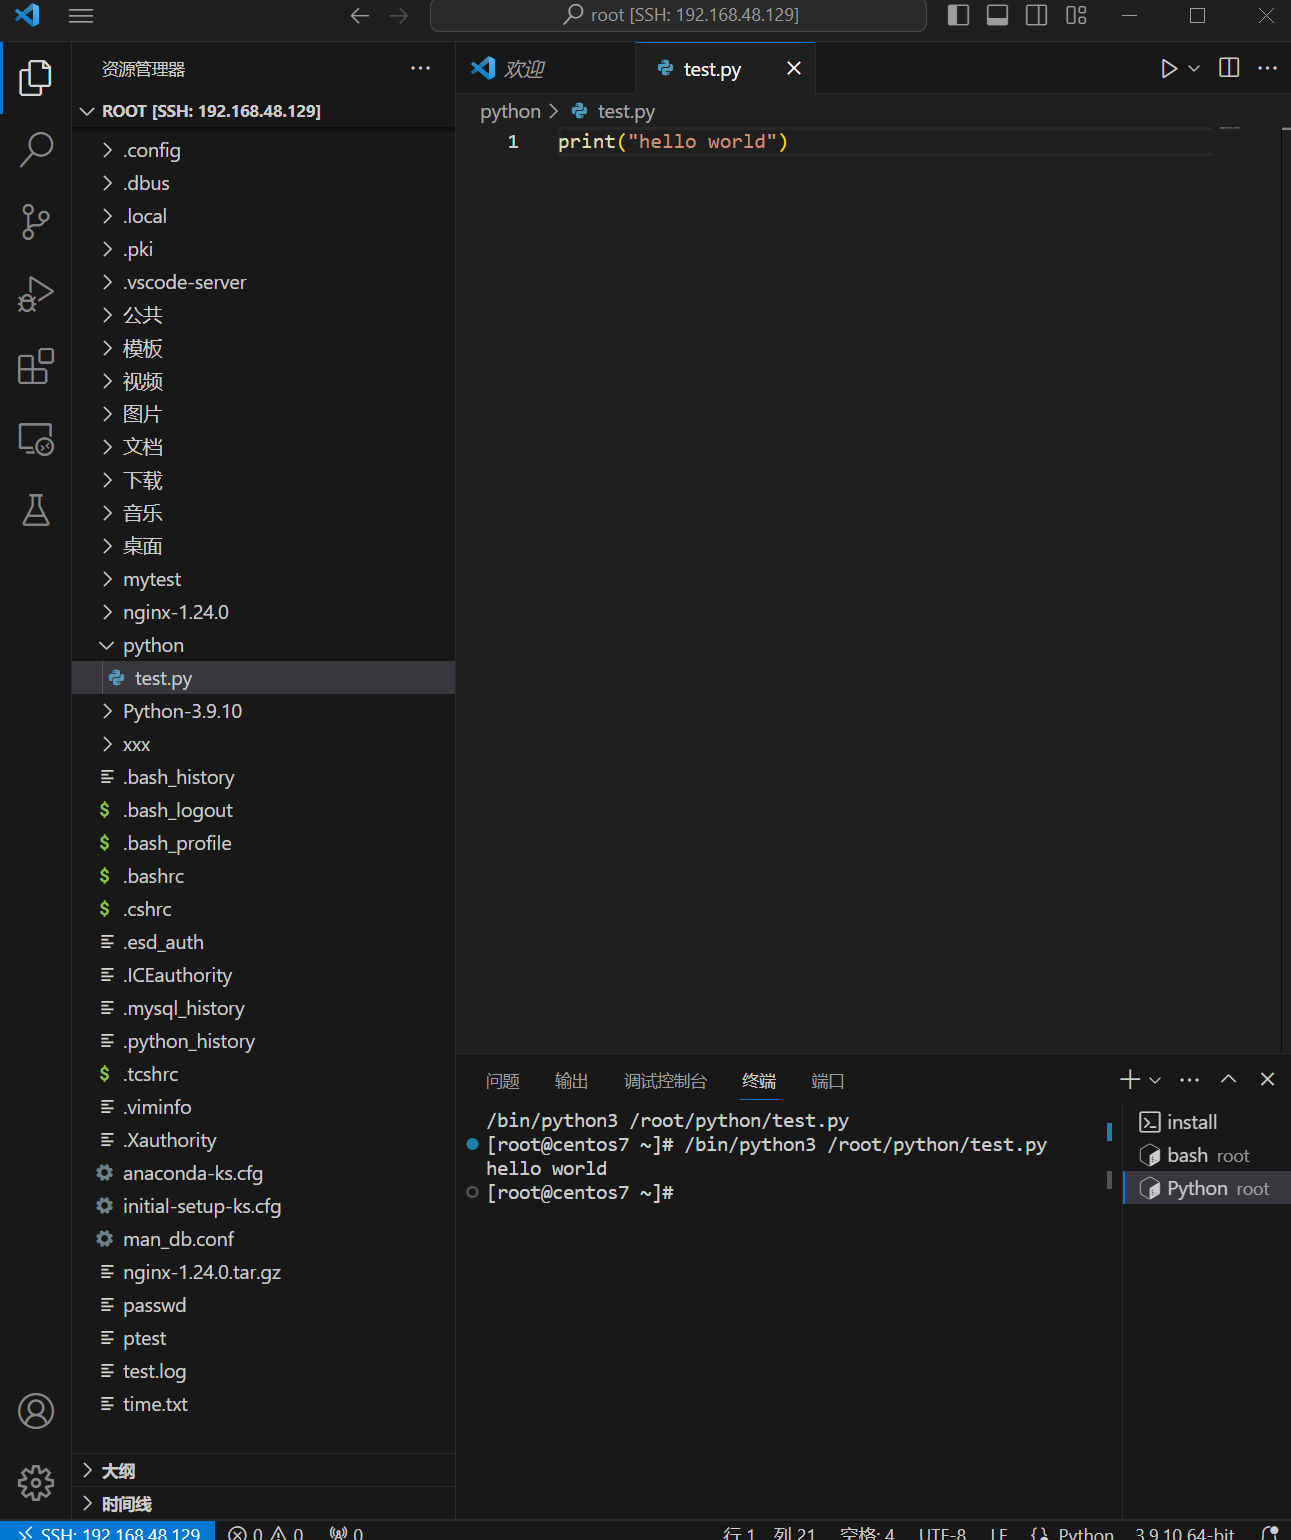 root [SSH: 192.168.48.129]
资源管理器
ROOT [SSH: 192.168.48.129]
.config
.dbus
.local
.pki
.vscode-server
公共
模板
视频
图片
文档
下载
音乐
桌面
mytest
nginx-1.24.0
python
test.py
Python-3.9.10
xxx
.bash_history
.bash_logout
.bash_profile
.bashrc
.cshrc
.esd_auth
.ICEauthority
.mysql_history
.python_history
.tcshrc
.viminfo
.Xauthority
anaconda-ks.cfg
initial-setup-ks.cfg
man_db.conf
nginx-1.24.0.tar.gz
passwd
ptest
test.log
time.txt
大纲
时间线
欢迎
test.py
python > test.py
1 print("hello world")
问题 输出 调试控制台 终端 端口
/bin/python3 /root/python/test.py
[root@centos7 ~]# /bin/python3 /root/python/test.py
hello world
[root@centos7 ~]#
install
bash root
Python root
SSH: 192.168.48.129 0 0 0 行 1, 列 21 空格: 4 UTF-8 LF Python 3.9.10 64-bit